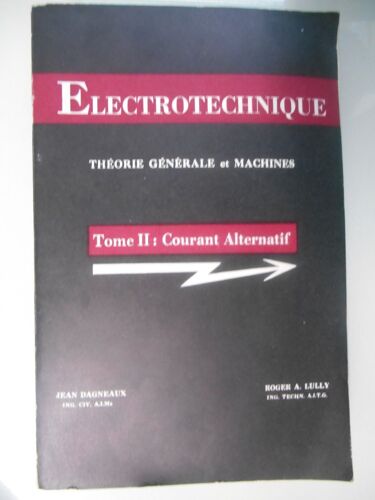 ELECTROTECHNIQUE
THÉORIE GÉNÉRALE et MACHINES
Tome II : Courant Alternatif
JEAN DAGNEAUX
ING. CIV. A.I.Ms
ROGER A. LULLY
ING. TECHN. A.I.T.G.